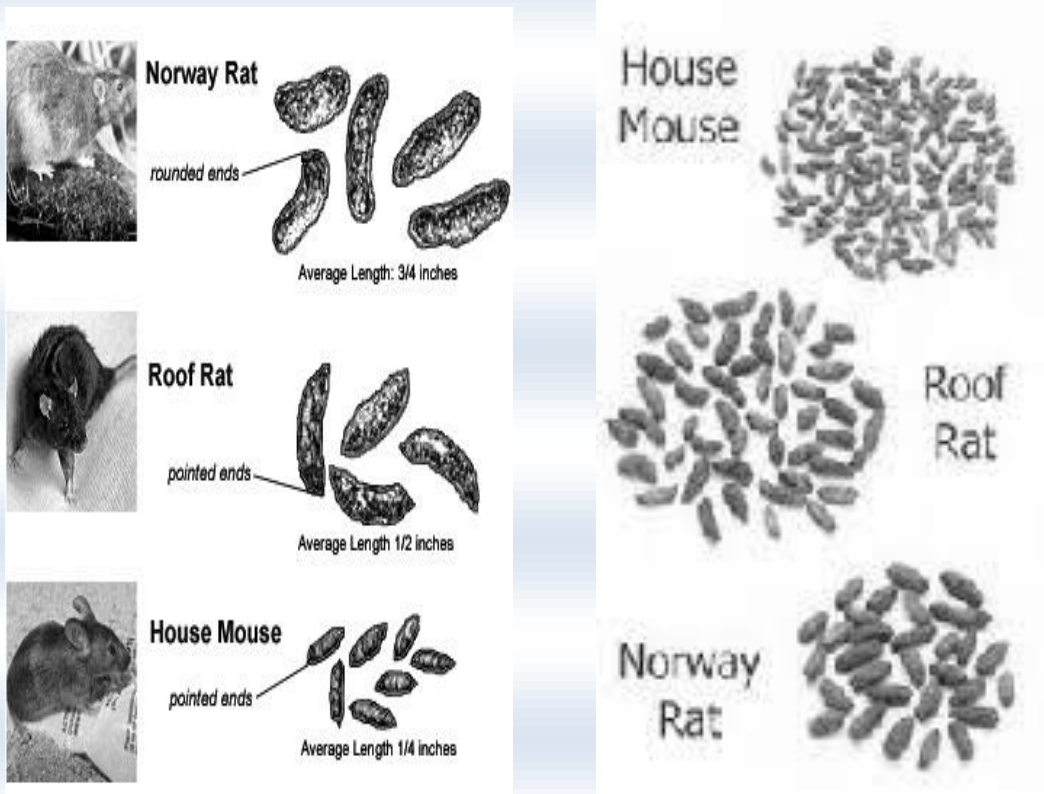 Norway Rat
rounded ends
Average Length: 3/4 inches
Roof Rat
pointed ends
Average Length 1/2 inches
House Mouse
pointed ends
Average Length 1/4 inches
House
Mouse
Roof
Rat
Norway
Rat